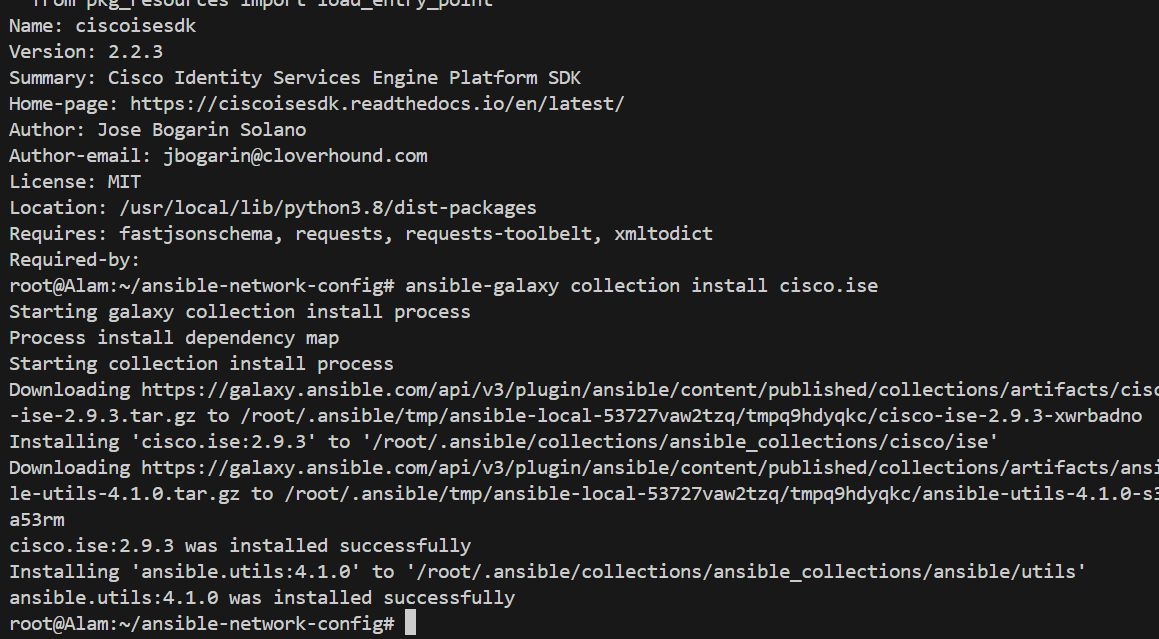 from pkg_resources import load_entry_point
Name: ciscoisesdk
Version: 2.2.3
Summary: Cisco Identity Services Engine Platform SDK
Home-page: https://ciscoisesdk.readthedocs.io/en/latest/
Author: Jose Bogarin Solano
Author-email: jbogarin@cloverhound.com
License: MIT
Location: /usr/local/lib/python3.8/dist-packages
Requires: fastjsonschema, requests, requests-toolbelt, xmltodict
Required-by:
root@Alam:~/ansible-network-config# ansible-galaxy collection install cisco.ise
Starting galaxy collection install process
Process install dependency map
Starting collection install process
Downloading https://galaxy.ansible.com/api/v3/plugin/ansible/content/published/collections/artifacts/cisc
-ise-2.9.3.tar.gz to /root/.ansible/tmp/ansible-local-53727vaw2tzq/tmpq9hdyqkc/cisco-ise-2.9.3-xwrbadno
Installing 'cisco.ise:2.9.3' to '/root/.ansible/collections/ansible_collections/cisco/ise'
Downloading https://galaxy.ansible.com/api/v3/plugin/ansible/content/published/collections/artifacts/ansi
le-utils-4.1.0.tar.gz to /root/.ansible/tmp/ansible-local-53727vaw2tzq/tmpq9hdyqkc/ansible-utils-4.1.0-s3
a53rm
cisco.ise:2.9.3 was installed successfully
Installing 'ansible.utils:4.1.0' to '/root/.ansible/collections/ansible_collections/ansible/utils'
ansible.utils:4.1.0 was installed successfully
root@Alam:~/ansible-network-config#